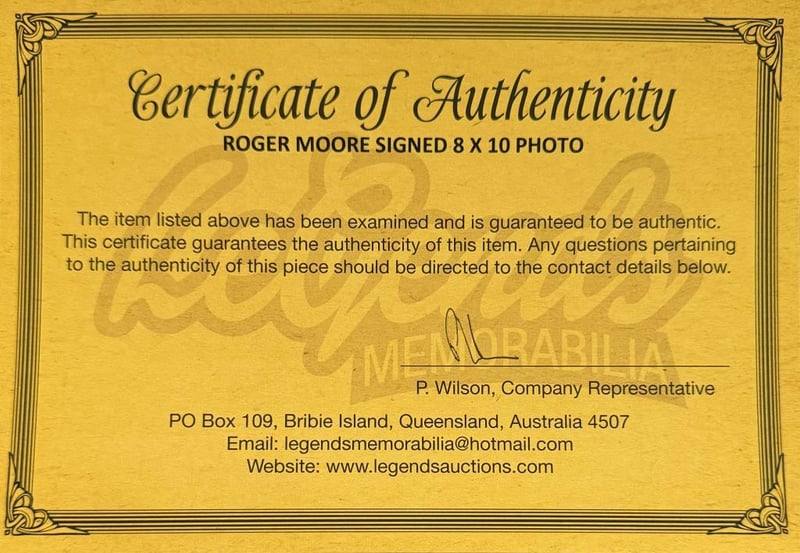 Certificate of Authenticity
ROGER MOORE SIGNED 8 X 10 PHOTO
Legends
MEMORABILIA
The item listed above has been examined and is guaranteed to be authentic.
This certificate guarantees the authenticity of this item. Any questions pertaining
to the authenticity of this piece should be directed to the contact details below.
P. Wilson, Company Representative
PO Box 109, Bribie Island, Queensland, Australia 4507
Email: legendsmemorabilia@hotmail.com
Website: www.legendsauctions.com